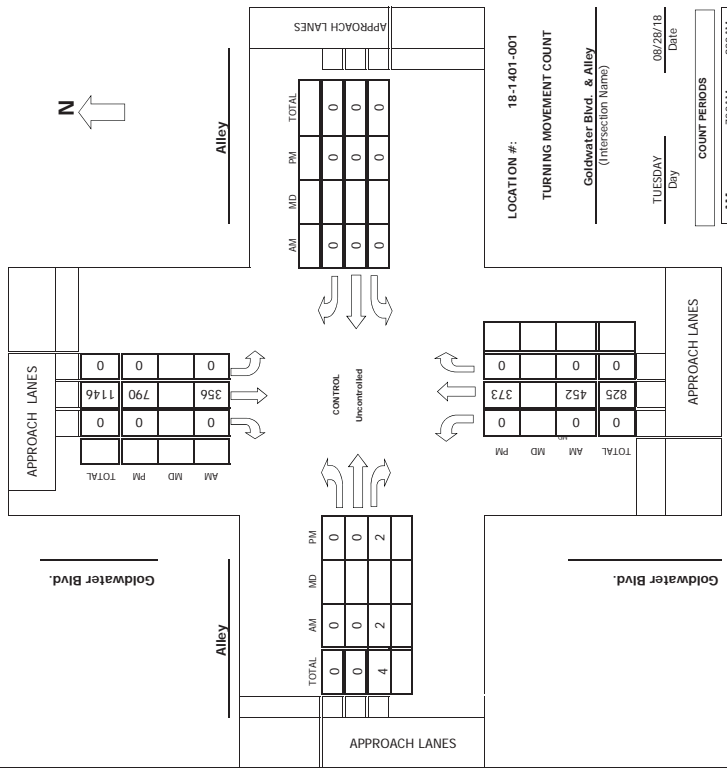 LOCATION #: 18-1401-001
TURNING MOVEMENT COUNT
Goldwater Blvd. & Alley
(Intersection Name)
TUESDAY 08/28/18
Day Date
COUNT PERIODS
N
Alley
APPROACH LANES
AM MD PM TOTAL
0 0 0
0 0 0
0 0 0
APPROACH LANES
TOTAL PM MD AM
0 0 0
1146 790 356
0 0 0
CONTROL
Uncontrolled
PM MD AM TOTAL
MD
0 0 0
373 452 825
0 0 0
APPROACH LANES
TOTAL AM MD PM
0 0 0
0 0 0
4 2 2
APPROACH LANES
Alley
Goldwater Blvd.
Goldwater Blvd.